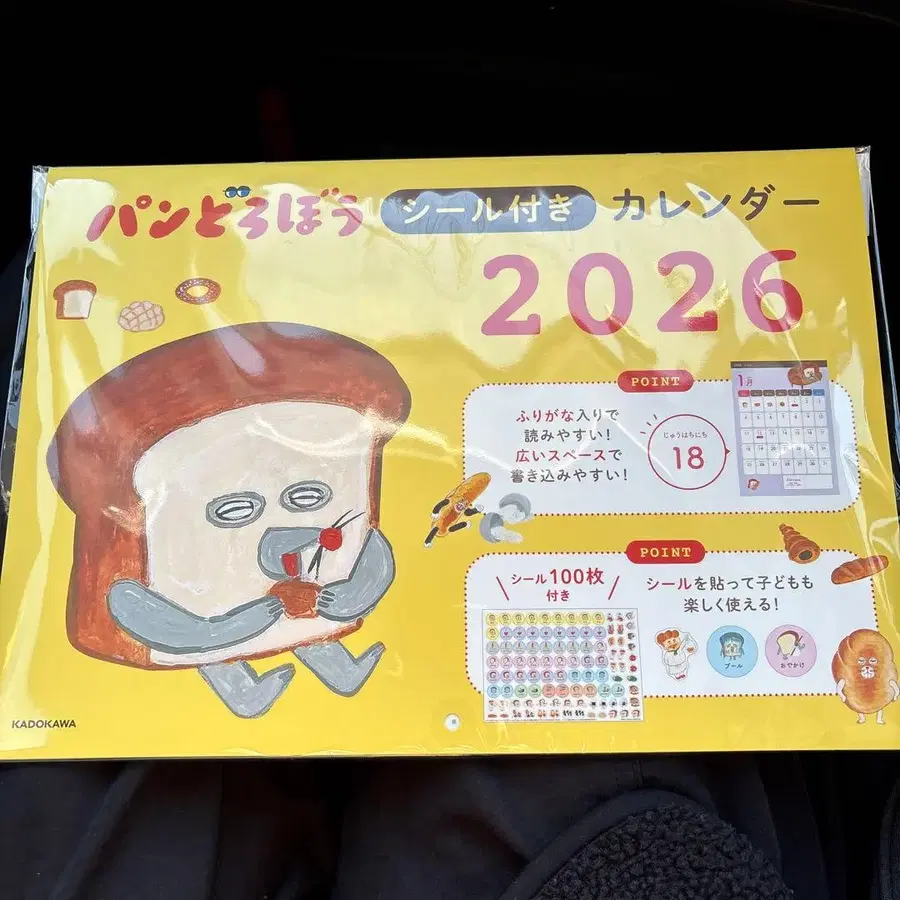 パンどろぼう シール付き カレンダー
2026
POINT
ふりがな入りで
読みやすい！
広いスペースで
書き込みやすい！
じゅうはちにち
18
1月
POINT
シール100枚
付き
シールを貼って子どもも
楽しく使える！
プール
おでかけ
KADOKAWA